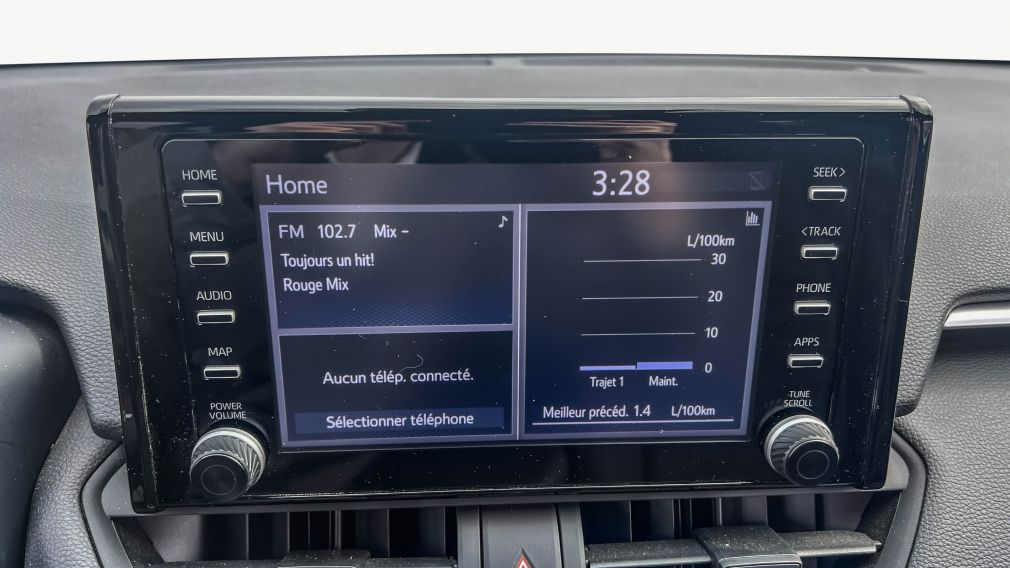 HOME
MENU
AUDIO
MAP
POWER
VOLUME
Home
3:28
FM 102.7 Mix -
Toujours un hit!
Rouge Mix
Aucun télép. connecté.
Sélectionner téléphone
L/100km
30
20
10
0
Trajet 1 Maint.
Meilleur précéd. 1.4 L/100km
SEEK >
< TRACK
PHONE
APPS
TUNE
SCROLL